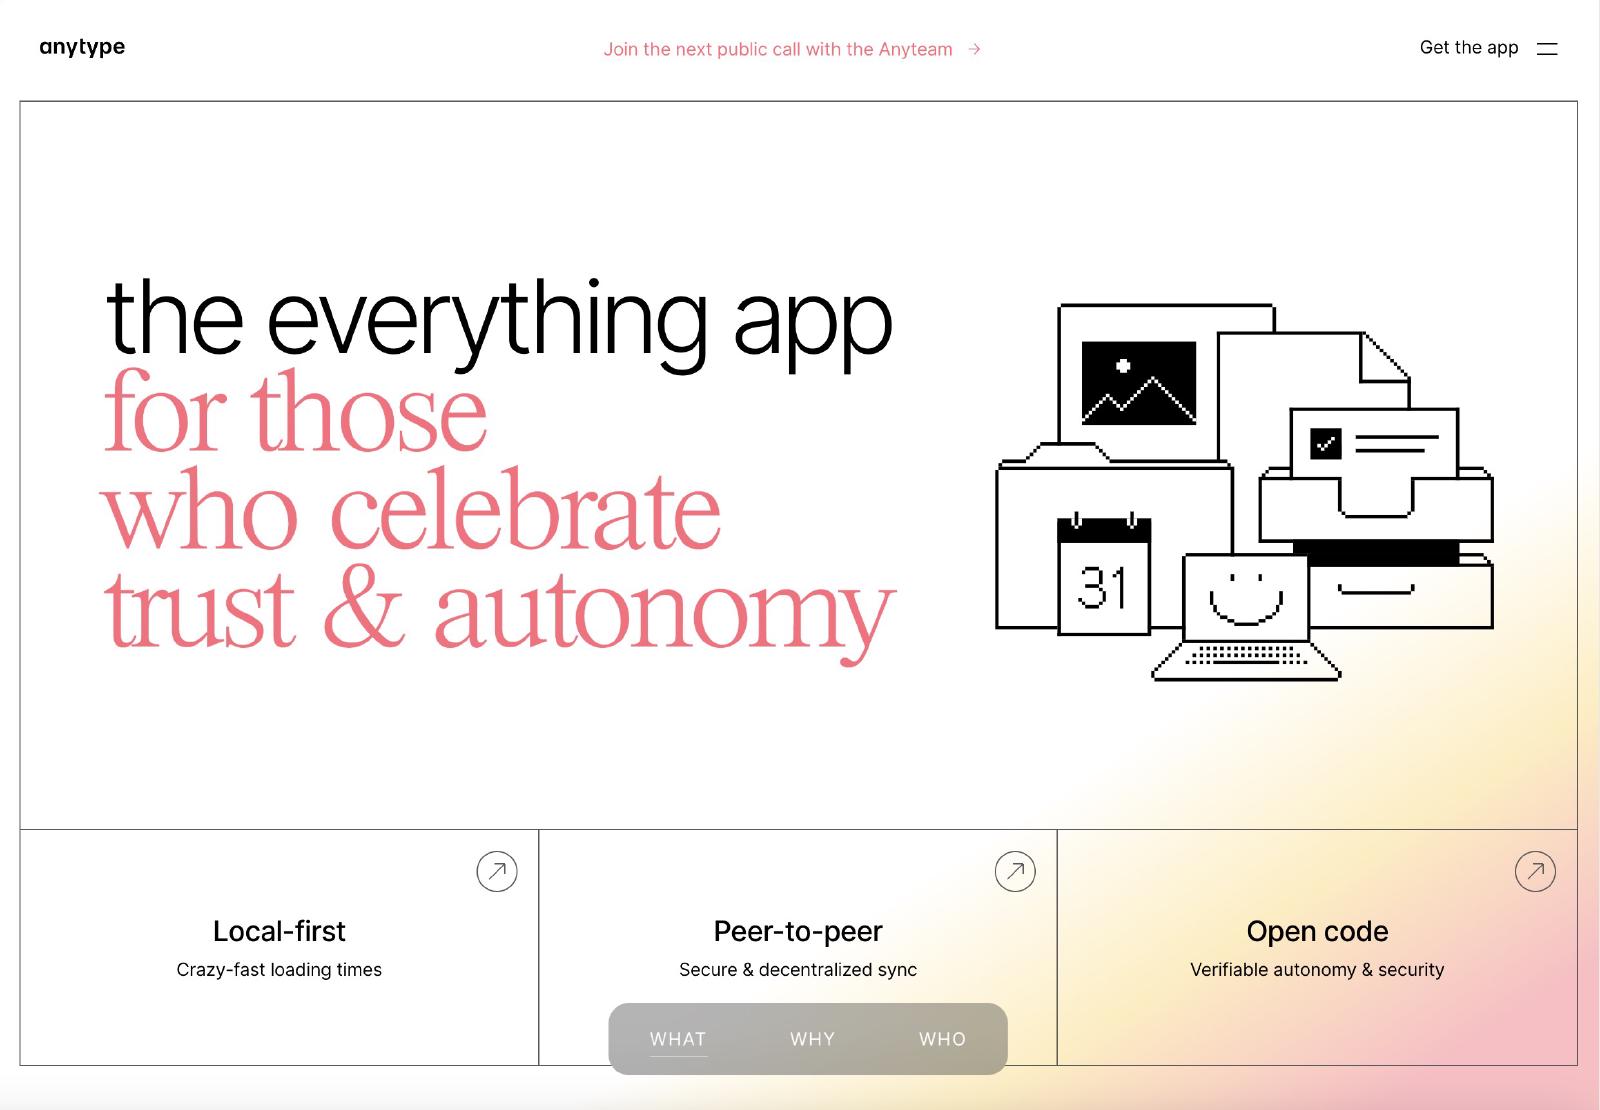 anytype
Join the next public call with the Anyteam →
Get the app
the everything app
for those
who celebrate
trust & autonomy
31
Local-first
Crazy-fast loading times
Peer-to-peer
Secure & decentralized sync
Open code
Verifiable autonomy & security
WHAT WHY WHO